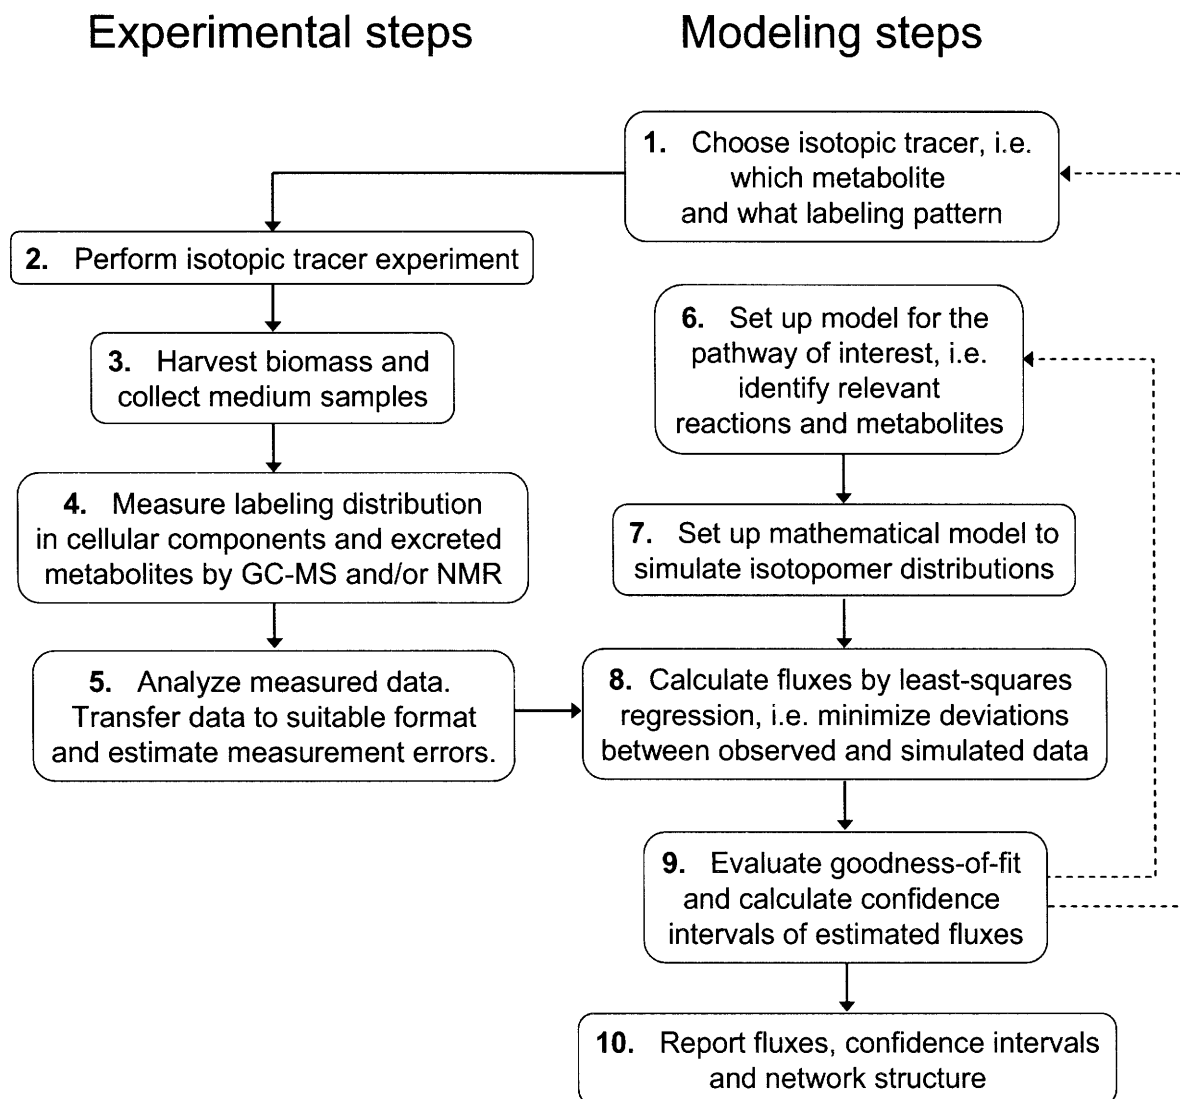 Experimental steps
Modeling steps
1. Choose isotopic tracer, i.e.
which metabolite
and what labeling pattern
2. Perform isotopic tracer experiment
3. Harvest biomass and
collect medium samples
4. Measure labeling distribution
in cellular components and excreted
metabolites by GC-MS and/or NMR
5. Analyze measured data.
Transfer data to suitable format
and estimate measurement errors.
6. Set up model for the
pathway of interest, i.e.
identify relevant
reactions and metabolites
7. Set up mathematical model to
simulate isotopomer distributions
8. Calculate fluxes by least-squares
regression, i.e. minimize deviations
between observed and simulated data
9. Evaluate goodness-of-fit
and calculate confidence
intervals of estimated fluxes
10. Report fluxes, confidence intervals
and network structure